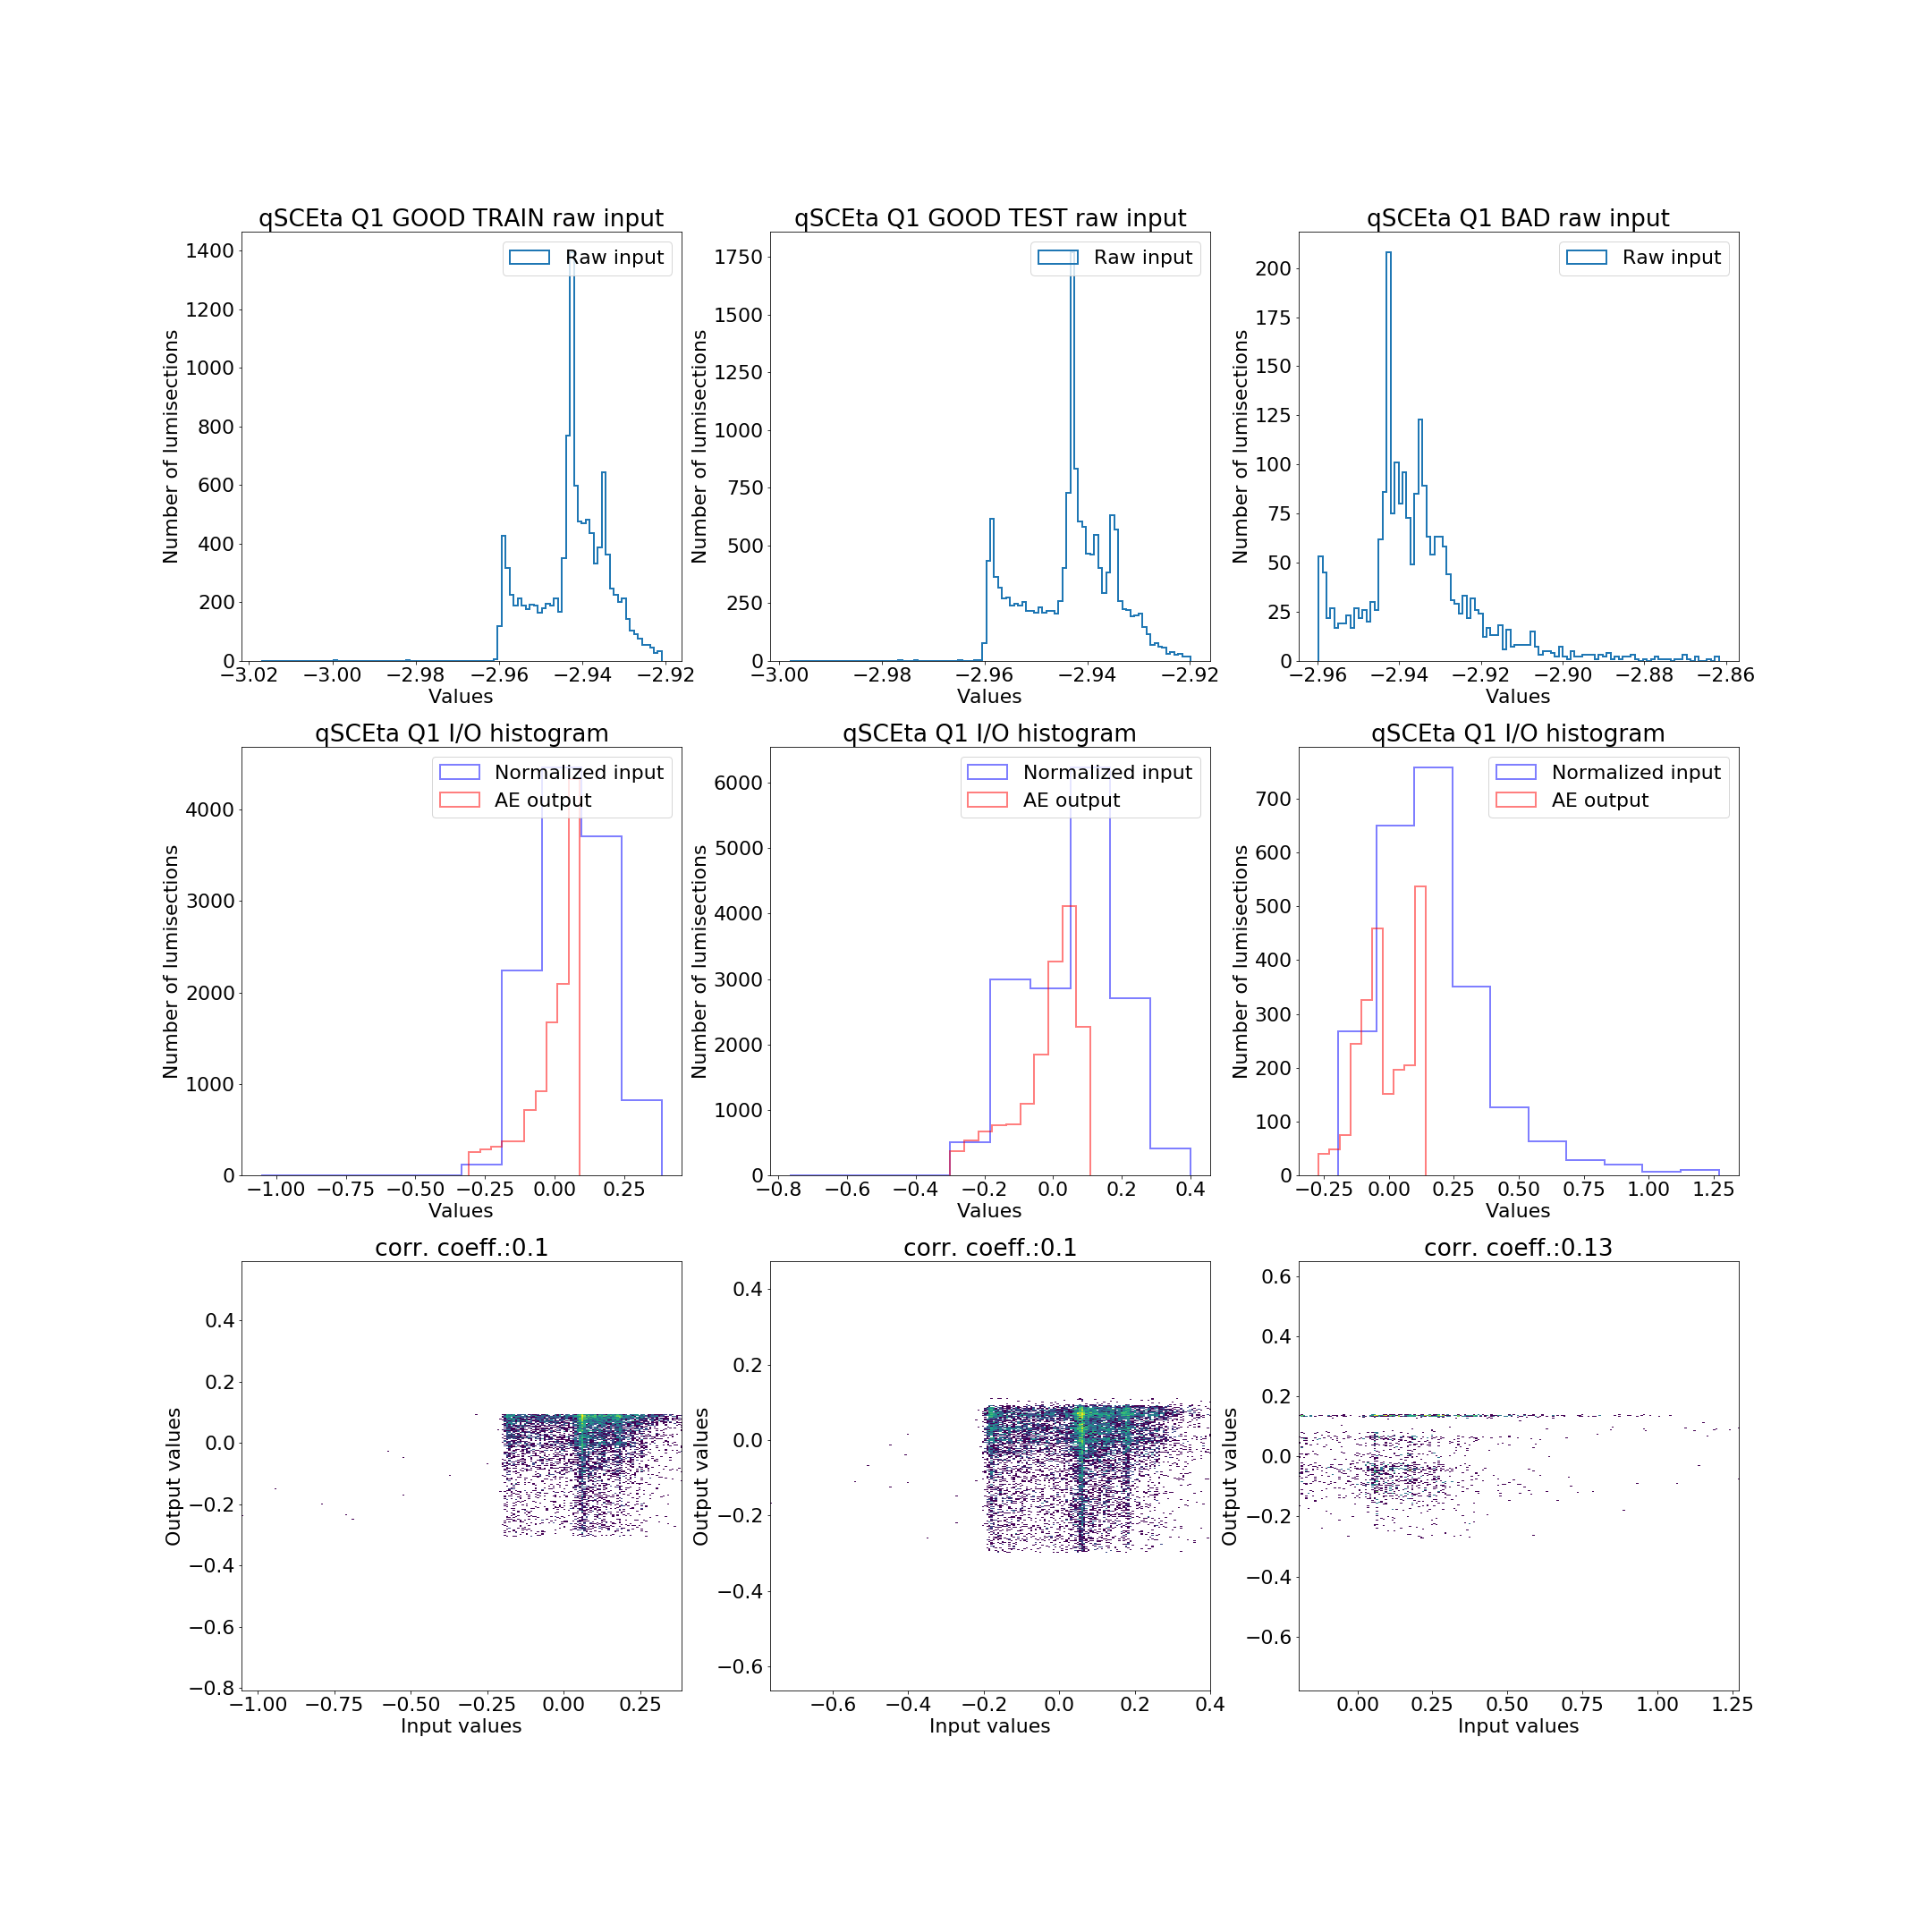 qSCEta Q1 GOOD TRAIN raw input
Raw input
Number of lumisections
1400
1200
1000
800
600
400
200
0
−3.02 −3.00 −2.98 −2.96 −2.94 −2.92
Values
qSCEta Q1 GOOD TEST raw input
Raw input
Number of lumisections
1750
1500
1250
1000
750
500
250
0
−3.00 −2.98 −2.96 −2.94 −2.92
Values
qSCEta Q1 BAD raw input
Raw input
Number of lumisections
200
175
150
125
100
75
50
25
0
−2.96 −2.94 −2.92 −2.90 −2.88 −2.86
Values
qSCEta Q1 I/O histogram
Normalized input
AE output
Number of lumisections
4000
3000
2000
1000
0
−1.00 −0.75 −0.50 −0.25 0.00 0.25
Values
qSCEta Q1 I/O histogram
Normalized input
AE output
Number of lumisections
6000
5000
4000
3000
2000
1000
0
−0.8 −0.6 −0.4 −0.2 0.0 0.2 0.4
Values
qSCEta Q1 I/O histogram
Normalized input
AE output
Number of lumisections
700
600
500
400
300
200
100
0
−0.25 0.00 0.25 0.50 0.75 1.00 1.25
Values
corr. coeff.:0.1
Output values
0.4
0.2
0.0
−0.2
−0.4
−0.6
−0.8
−1.00 −0.75 −0.50 −0.25 0.00 0.25
Input values
corr. coeff.:0.1
Output values
0.4
0.2
0.0
−0.2
−0.4
−0.6
−0.6 −0.4 −0.2 0.0 0.2 0.4
Input values
corr. coeff.:0.13
Output values
0.6
0.4
0.2
0.0
−0.2
−0.4
−0.6
0.00 0.25 0.50 0.75 1.00 1.25
Input values